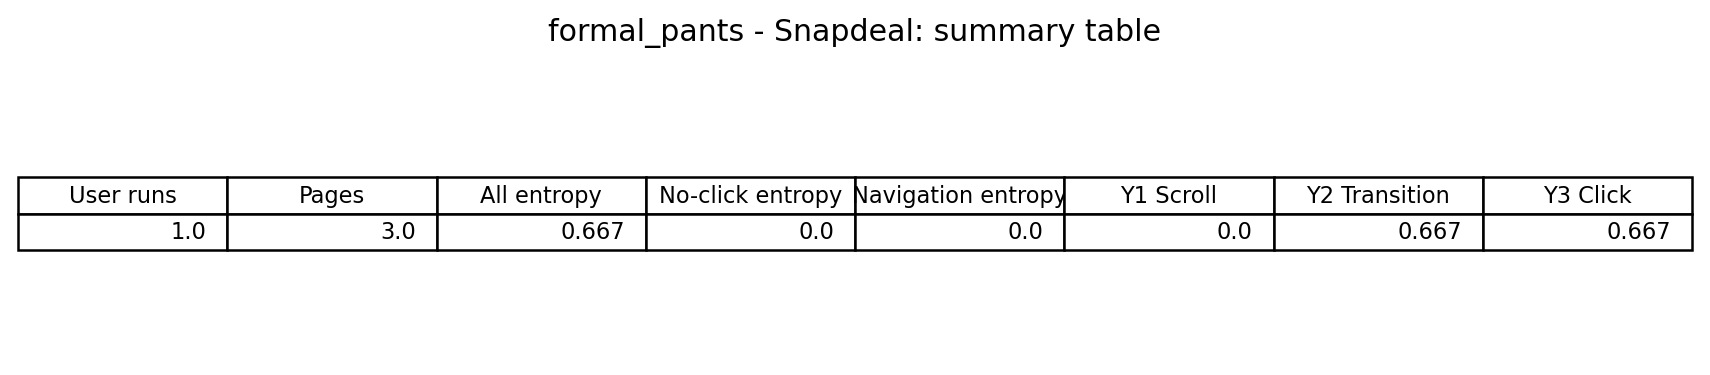 formal_pants - Snapdeal: summary table
User runs Pages All entropy No-click entropy Navigation entropy Y1 Scroll Y2 Transition Y3 Click
1.0 3.0 0.667 0.0 0.0 0.0 0.667 0.667